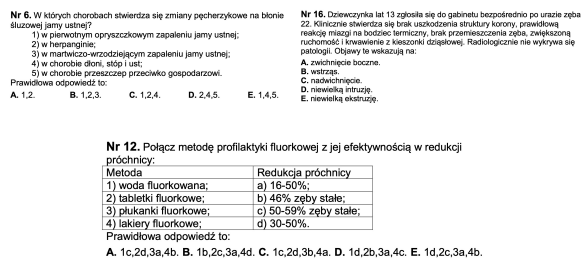 Nr 6. W których chorobach stwierdza się zmiany pęcherzykowe na błonie
śluzowej jamy ustnej?
1) w pierwotnym opryszczkowym zapaleniu jamy ustnej;
2) w herpanginie;
3) w martwiczo-wrzodziejącym zapaleniu jamy ustnej;
4) w chorobie dłoni, stóp i ust;
5) w chorobie przeszczep przeciwko gospodarzowi.
Prawidłowa odpowiedź to:
A. 1,2. B. 1,2,3. C. 1,2,4. D. 2,4,5. E. 1,4,5.
Nr 16. Dziewczynka lat 13 zgłosiła się do gabinetu bezpośrednio po urazie zęba
22. Klinicznie stwierdza się brak uszkodzenia struktury korony, prawidłową
reakcję miazgi na bodziec termiczny, brak przemieszczenia zęba, zwiększoną
ruchomość i krwawienie z kieszonki dziąsłowej. Radiologicznie nie wykrywa się
patologii. Objawy te wskazują na:
A. zwichnięcie boczne.
B. wstrząs.
C. nadwichnięcie.
D. niewielką intruzję.
E. niewielką ekstruzję.
Nr 12. Połącz metodę profilaktyki fluorkowej z jej efektywnością w redukcji
próchnicy:
Metoda Redukcja próchnicy
1) woda fluorkowana; a) 16-50%;
2) tabletki fluorkowe; b) 46% zęby stałe;
3) płukanki fluorkowe; c) 50-59% zęby stałe;
4) lakiery fluorkowe; d) 30-50%.
Prawidłowa odpowiedź to:
A. 1c,2d,3a,4b. B. 1b,2c,3a,4d. C. 1c,2d,3b,4a. D. 1d,2b,3a,4c. E. 1d,2c,3a,4b.